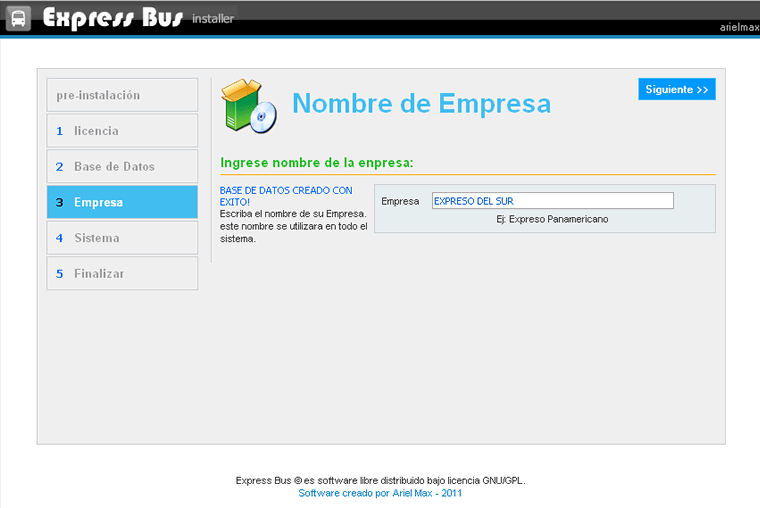 Express Bus installer
arielmax
pre-instalación
1 licencia
2 Base de Datos
3 Empresa
4 Sistema
5 Finalizar
Nombre de Empresa
Siguiente >>
Ingrese nombre de la enpresa:
BASE DE DATOS CREADO CON
EXITO!
Escriba el nombre de su Empresa.
este nombre se utilizara en todo el
sistema.
Empresa EXPRESO DEL SUR
Ej: Expreso Panamericano
Express Bus © es software libre distribuido bajo licencia GNU/GPL.
Software creado por Ariel Max - 2011